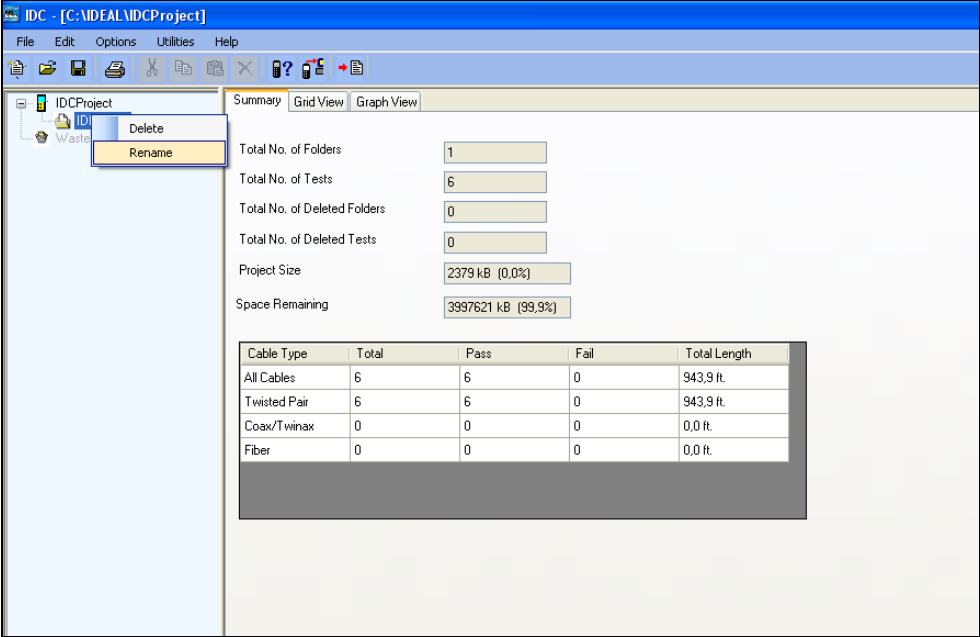 IDC - [C:\IDEAL\IDCProject]
File Edit Options Utilities Help
IDCProject
Delete
Rename
Summary Grid View Graph View
Total No. of Folders 1
Total No. of Tests 6
Total No. of Deleted Folders 0
Total No. of Deleted Tests 0
Project Size 2379 kB (0,0%)
Space Remaining 3997621 kB (99,9%)
Cable Type Total Pass Fail Total Length
All Cables 6 6 0 943,9 ft.
Twisted Pair 6 6 0 943,9 ft.
Coax/Twinax 0 0 0 0,0 ft.
Fiber 0 0 0 0,0 ft.